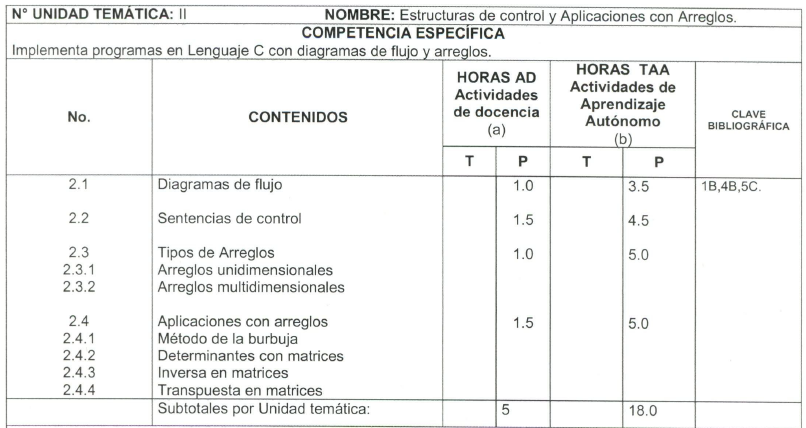 N° UNIDAD TEMÁTICA: II NOMBRE: Estructuras de control y Aplicaciones con Arreglos.
COMPETENCIA ESPECÍFICA
Implementa programas en Lenguaje C con diagramas de flujo y arreglos.
No. CONTENIDOS HORAS AD Actividades de docencia (a) HORAS TAA Actividades de Aprendizaje Autónomo (b) CLAVE BIBLIOGRÁFICA
T P T P
2.1 Diagramas de flujo 1.0 3.5 1B,4B,5C.
2.2 Sentencias de control 1.5 4.5
2.3 Tipos de Arreglos 1.0 5.0
2.3.1 Arreglos unidimensionales
2.3.2 Arreglos multidimensionales
2.4 Aplicaciones con arreglos 1.5 5.0
2.4.1 Método de la burbuja
2.4.2 Determinantes con matrices
2.4.3 Inversa en matrices
2.4.4 Transpuesta en matrices
Subtotales por Unidad temática: 5 18.0